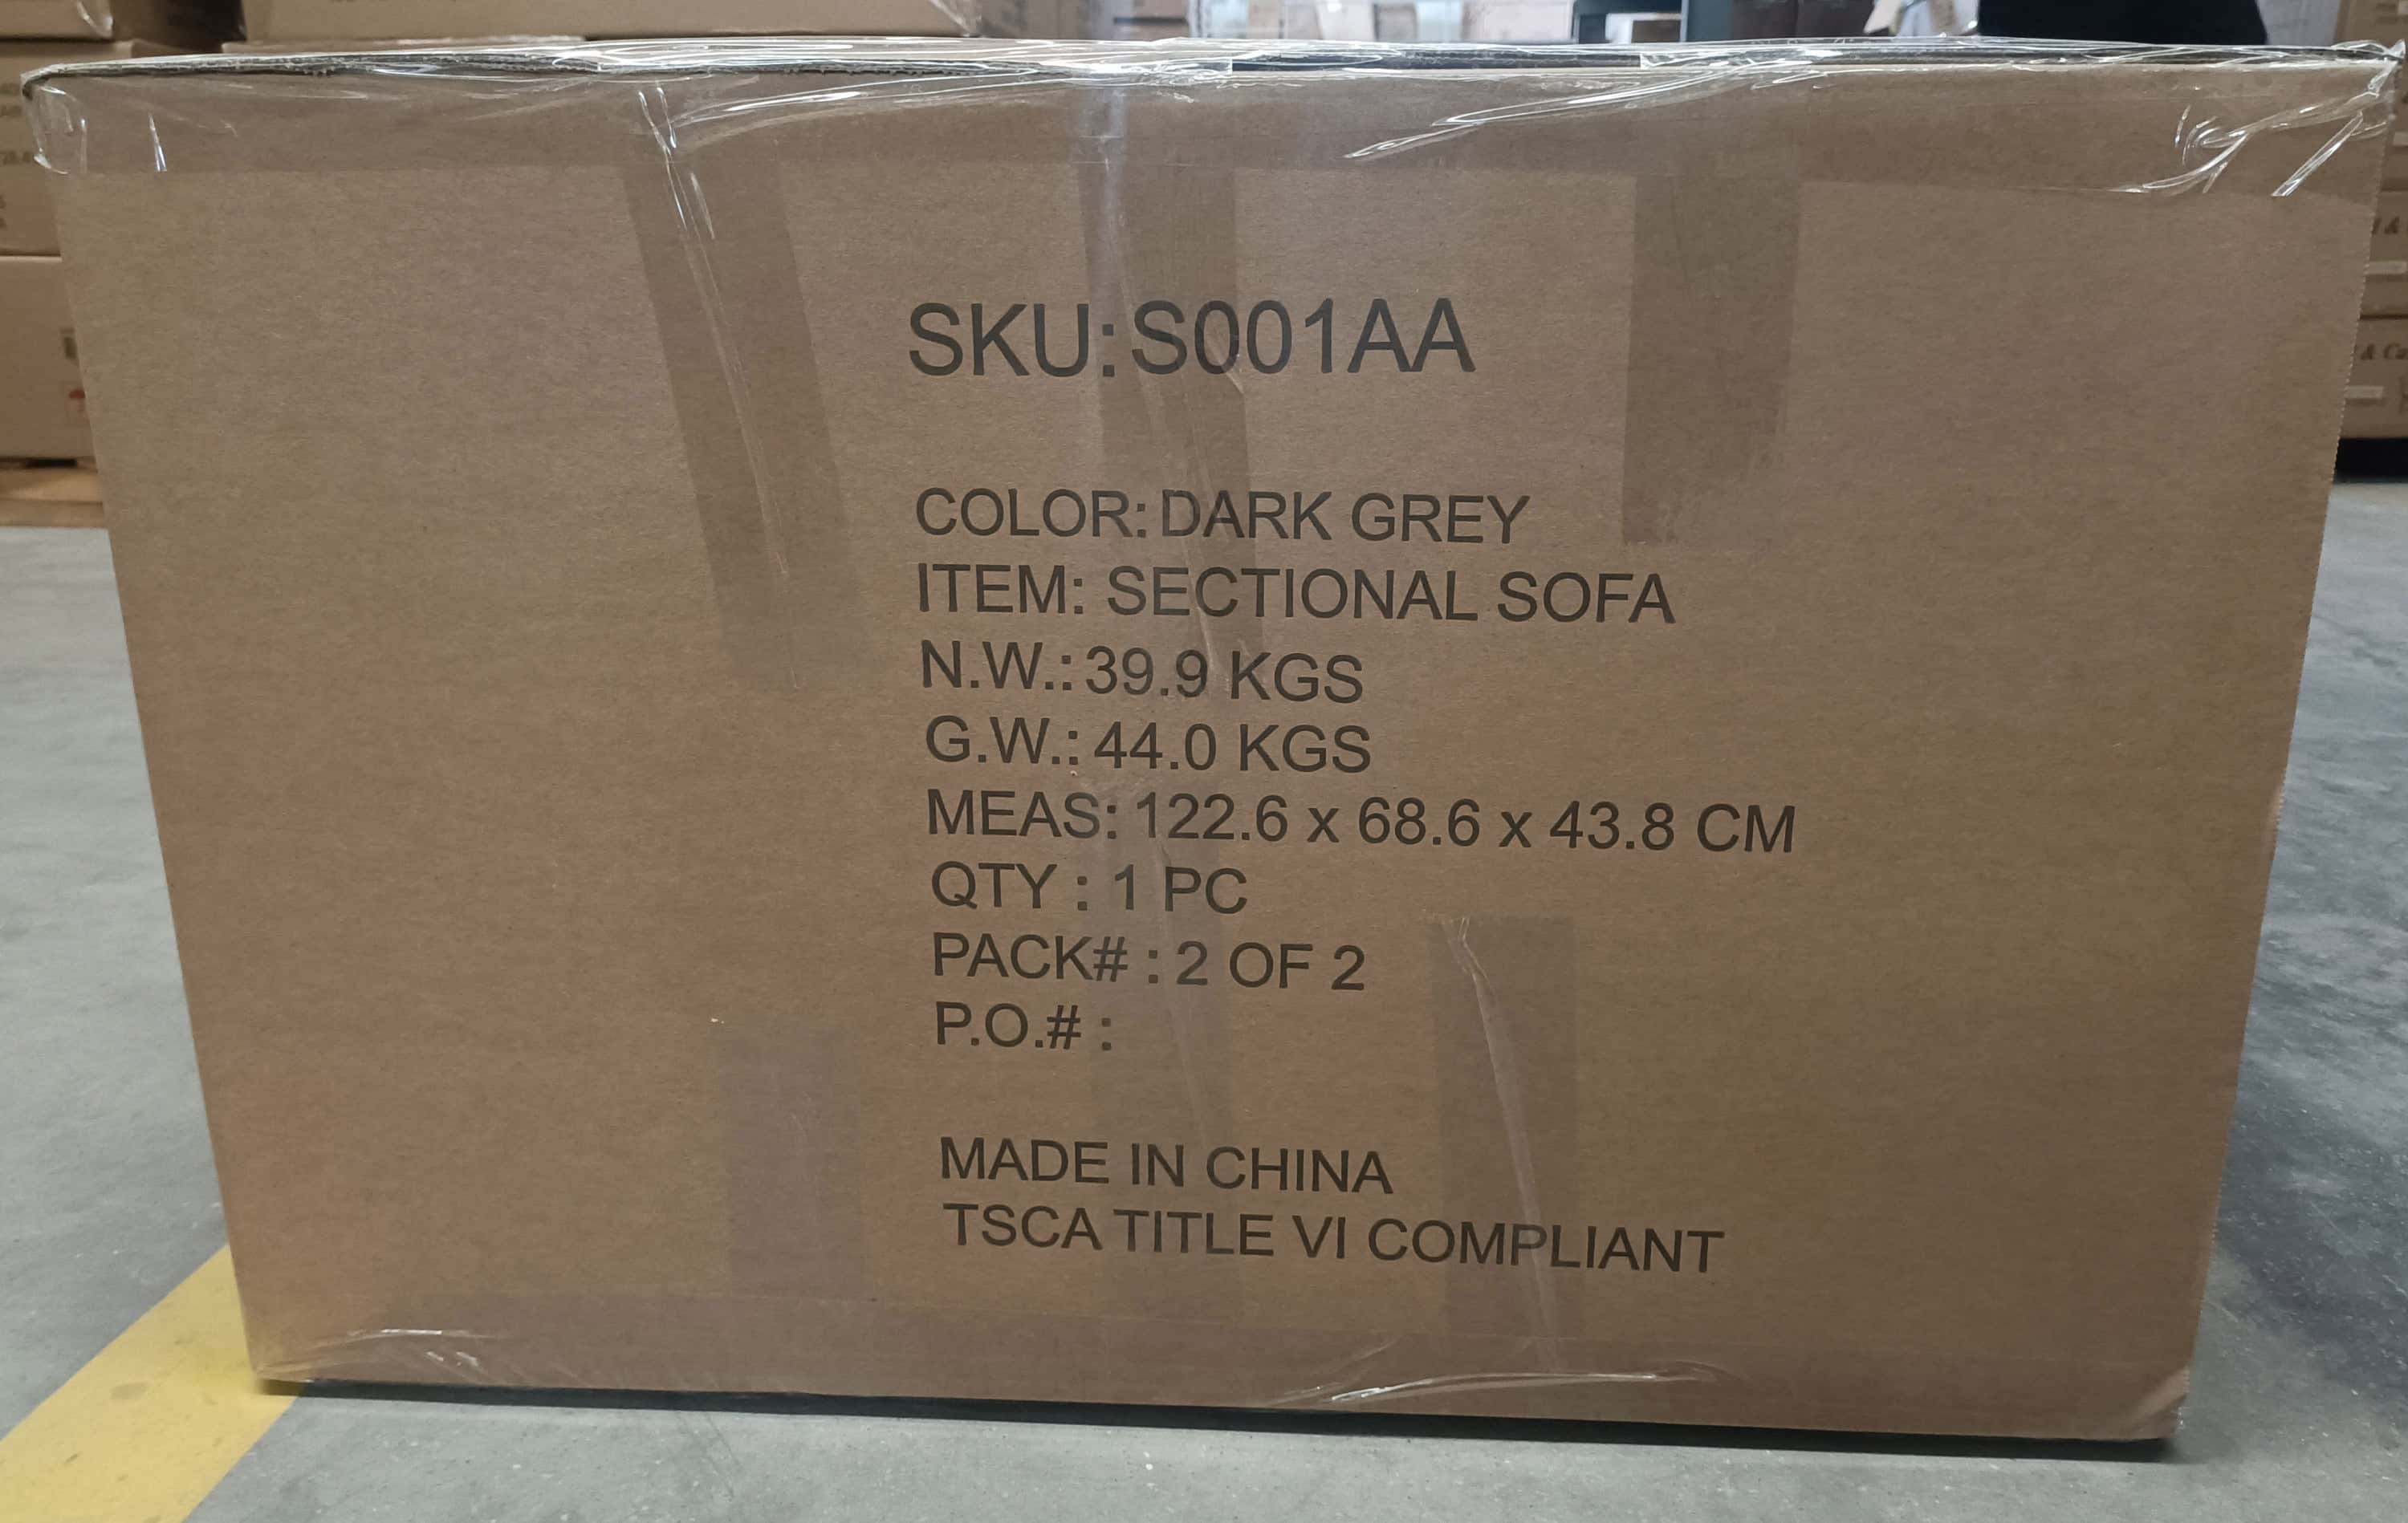 SKU:S001AA
COLOR: DARK GREY
ITEM: SECTIONAL SOFA
N.W.: 39.9 KGS
G.W.: 44.0 KGS
MEAS: 122.6 x 68.6 x 43.8 CM
QTY : 1 PC
PACK# : 2 OF 2
P.O.# :
MADE IN CHINA
TSCA TITLE VI COMPLIANT